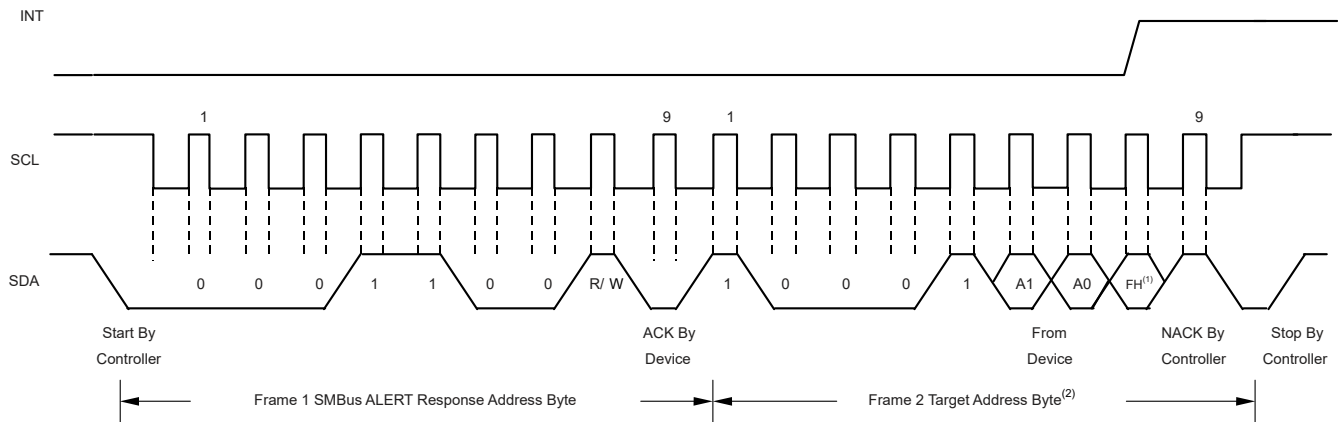 INT
1 9 1 9
SCL
SDA 0 0 0 1 1 0 0 R/ W 1 0 0 0 1 A1 A0 FH(1)
Start By
Controller
ACK By
Device
From
Device
NACK By
Controller
Stop By
Controller
Frame 1 SMBus ALERT Response Address Byte
Frame 2 Target Address Byte(2)